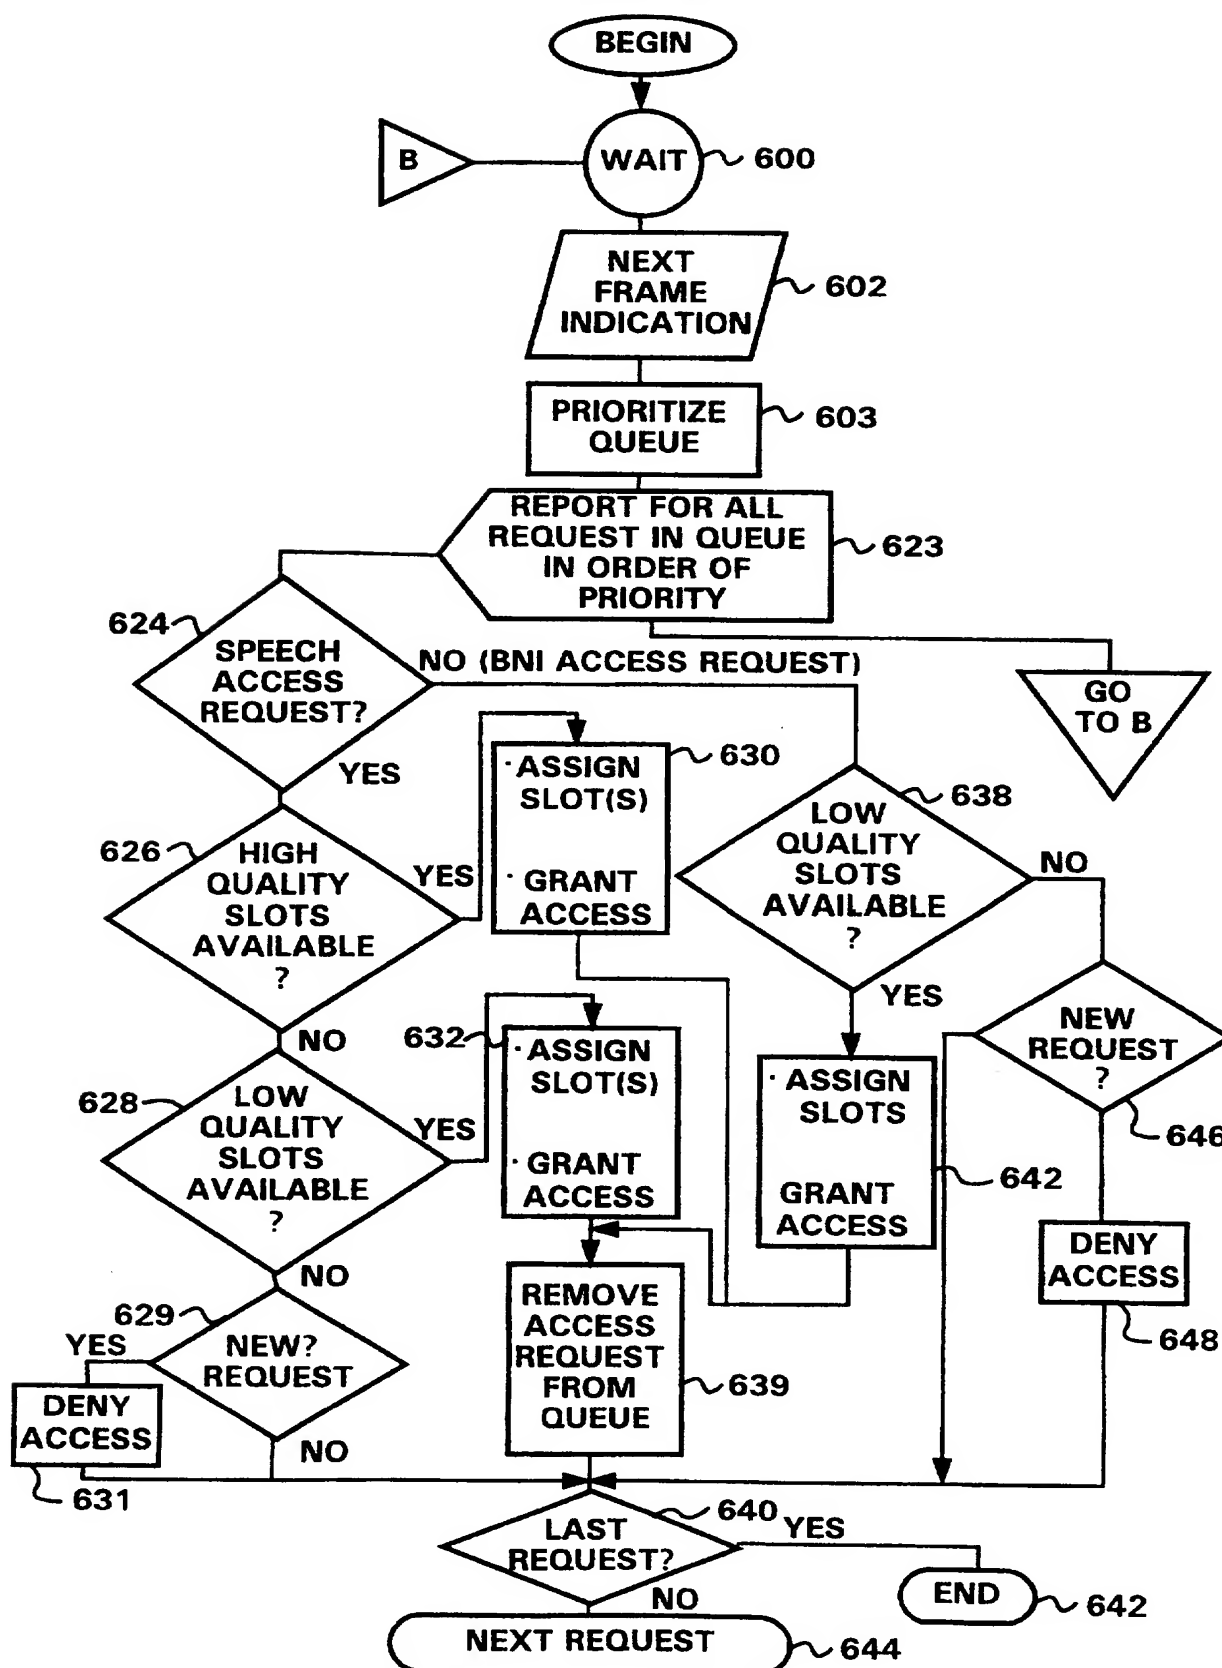 BEGIN
B
WAIT
600
NEXT
FRAME
INDICATION
602
PRIORITIZE
QUEUE
603
REPORT FOR ALL
REQUEST IN QUEUE
IN ORDER OF
PRIORITY
623
624
SPEECH
ACCESS
REQUEST?
NO (BNI ACCESS REQUEST)
GO
TO B
YES
626
HIGH
QUALITY
SLOTS
AVAILABLE
?
YES
· ASSIGN
SLOT(S)
· GRANT
ACCESS
630
638
LOW
QUALITY
SLOTS
AVAILABLE
?
NO
YES
NO
628
LOW
QUALITY
SLOTS
AVAILABLE
?
YES
632
· ASSIGN
SLOT(S)
· GRANT
ACCESS
· ASSIGN
SLOTS
GRANT
ACCESS
642
NEW
REQUEST
?
646
NO
629
NEW?
REQUEST
YES
DENY
ACCESS
631
NO
REMOVE
ACCESS
REQUEST
FROM
QUEUE
639
DENY
ACCESS
648
640
LAST
REQUEST?
YES
NO
END
642
NEXT REQUEST
644